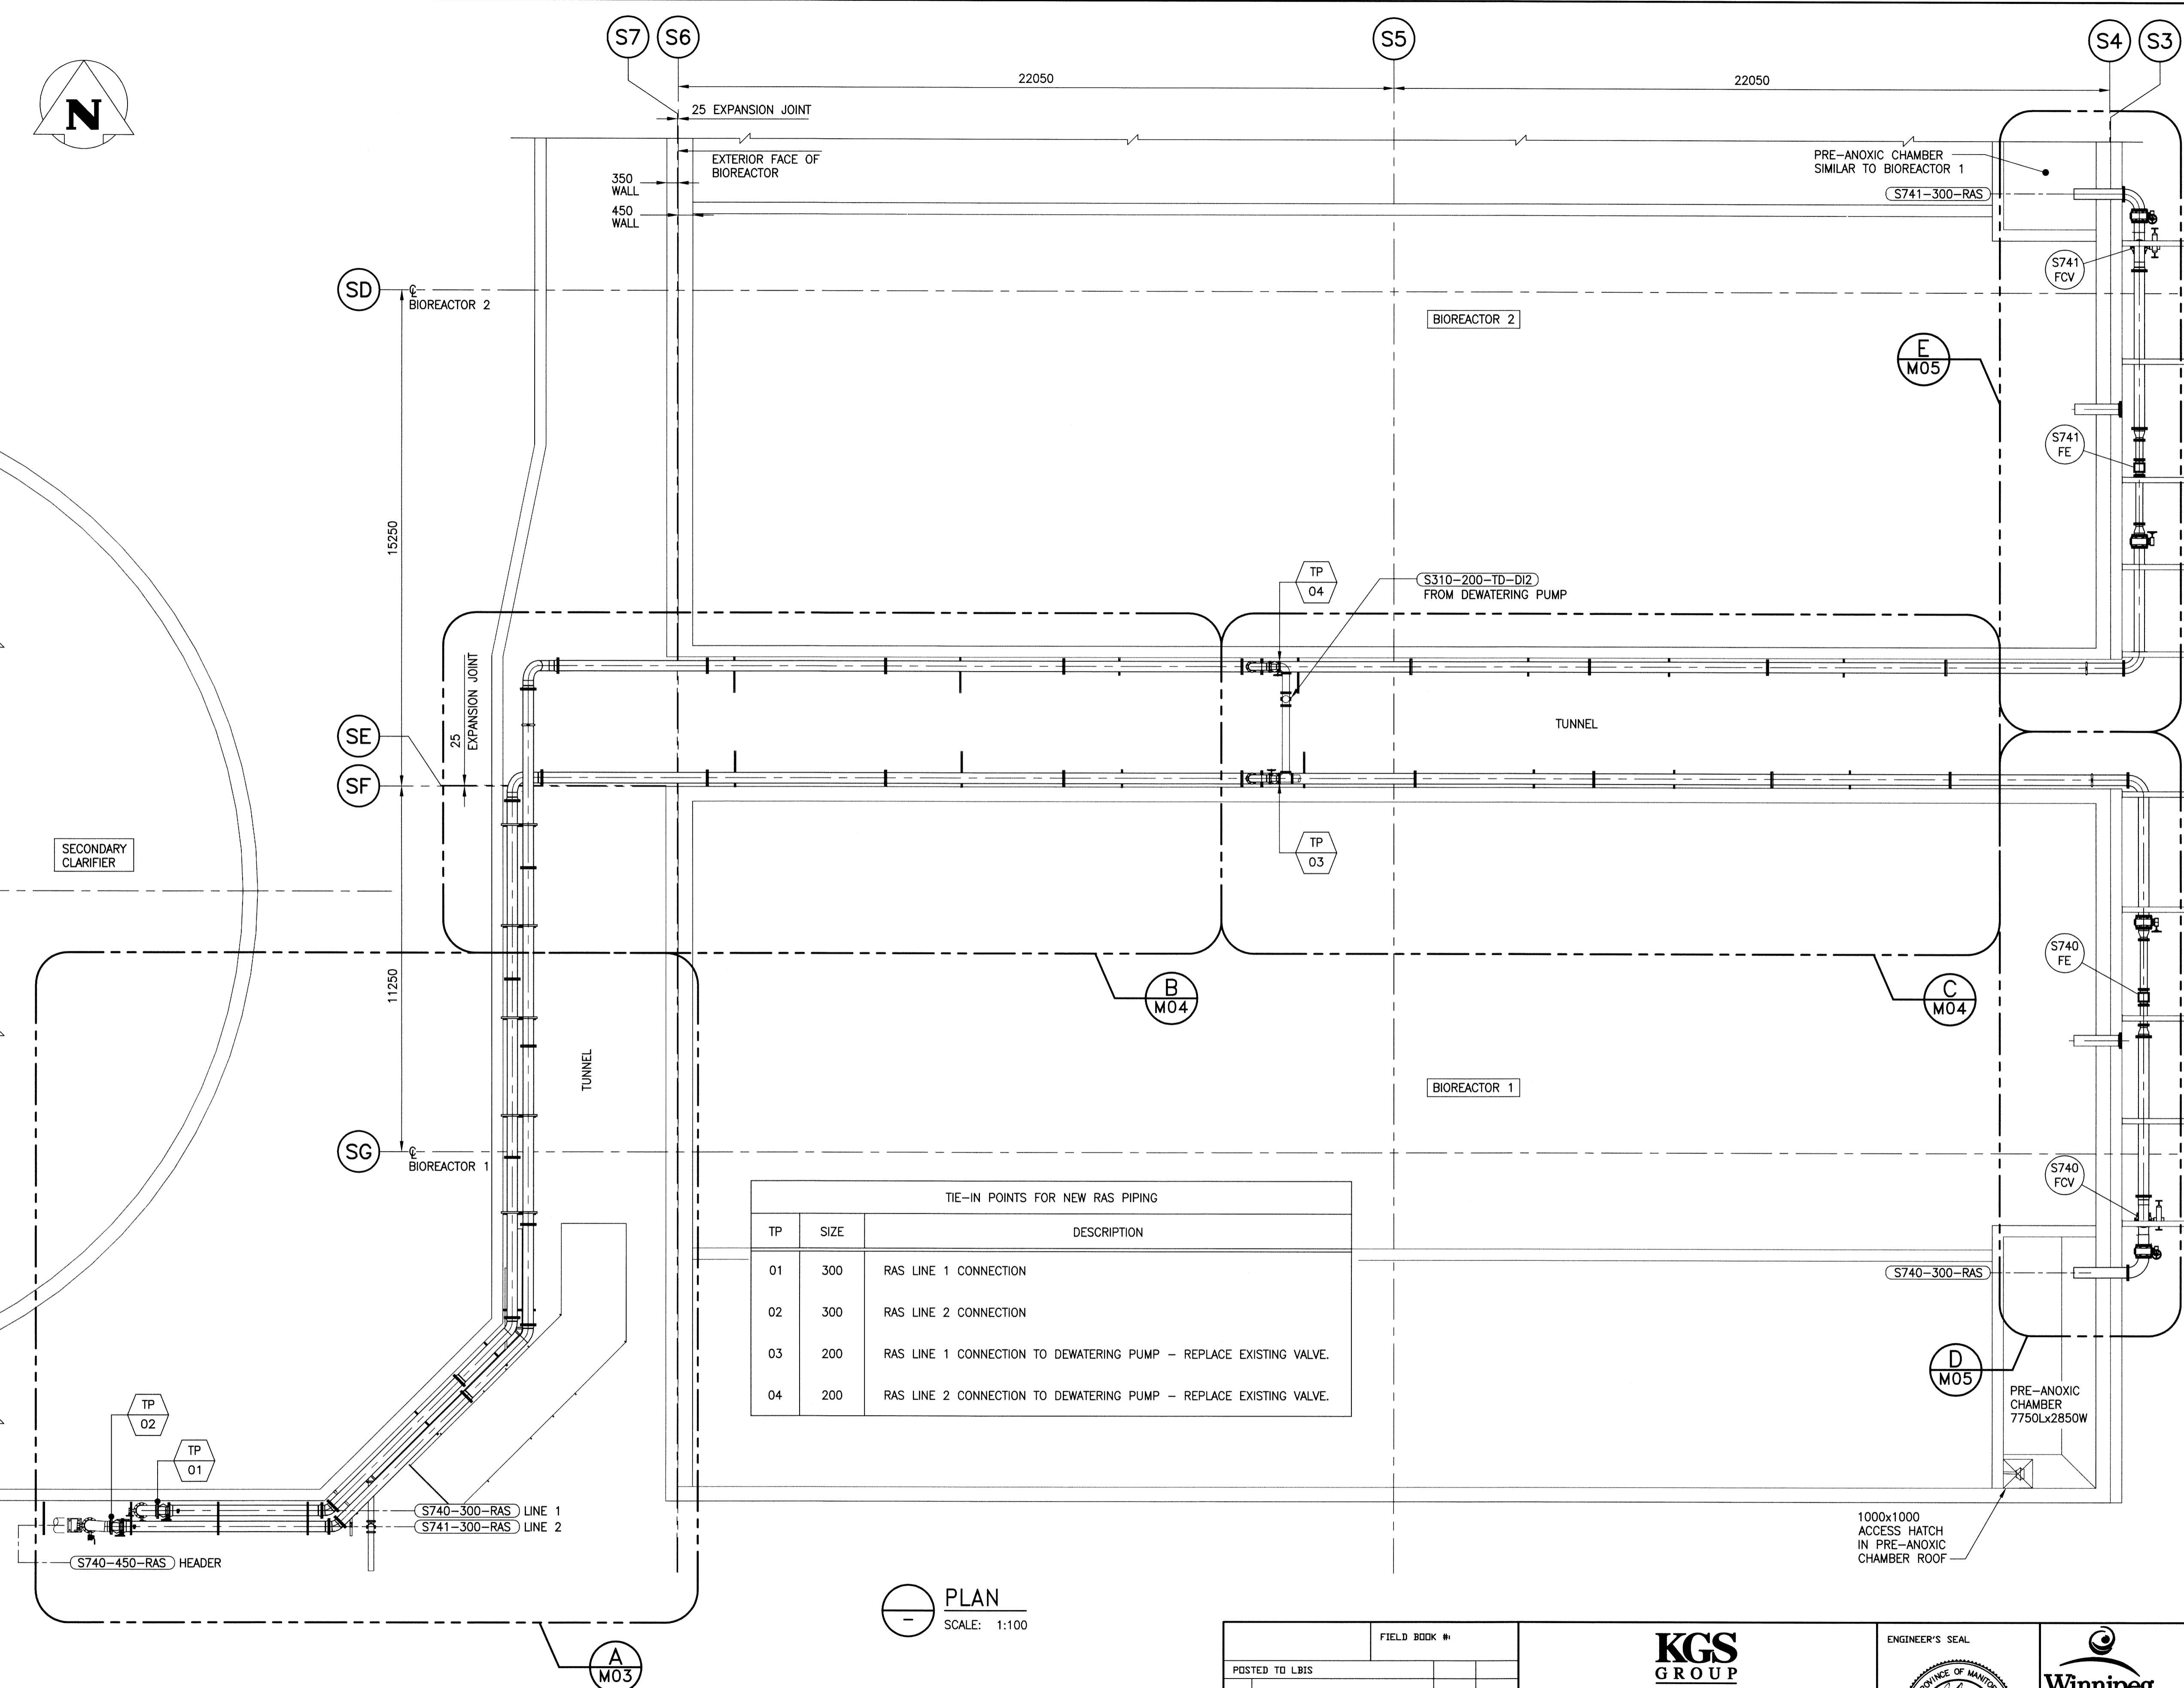 S7
S6
S5
S4
S3
N
22050
22050
25 EXPANSION JOINT
EXTERIOR FACE OF
BIOREACTOR
350
WALL
450
WALL
PRE-ANOXIC CHAMBER
SIMILAR TO BIOREACTOR 1
S741-300-RAS
S741
FCV
SD
℄
BIOREACTOR 2
BIOREACTOR 2
E
M05
S741
FE
15250
TP
04
S310-200-TD-DI2
FROM DEWATERING PUMP
25
EXPANSION JOINT
SE
SF
TUNNEL
TP
03
SECONDARY
CLARIFIER
11250
B
M04
C
M04
S740
FE
TUNNEL
BIOREACTOR 1
SG
℄
BIOREACTOR 1
S740
FCV
TIE-IN POINTS FOR NEW RAS PIPING
TP SIZE DESCRIPTION
01 300 RAS LINE 1 CONNECTION
02 300 RAS LINE 2 CONNECTION
03 200 RAS LINE 1 CONNECTION TO DEWATERING PUMP - REPLACE EXISTING VALVE.
04 200 RAS LINE 2 CONNECTION TO DEWATERING PUMP - REPLACE EXISTING VALVE.
S740-300-RAS
D
M05
PRE-ANOXIC
CHAMBER
7750Lx2850W
TP
02
TP
01
S740-300-RAS LINE 1
S741-300-RAS LINE 2
S740-450-RAS HEADER
1000x1000
ACCESS HATCH
IN PRE-ANOXIC
CHAMBER ROOF
A
M03
-
PLAN
SCALE: 1:100
FIELD BOOK #:
POSTED TO LBIS
KGS
GROUP
ENGINEER'S SEAL
PROVINCE OF MANITO
Winnipeg